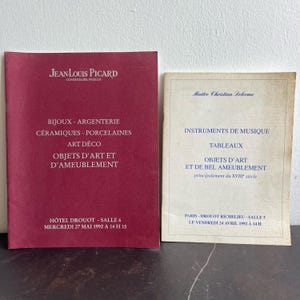 JEAN LOUIS PICARD
COMMISSAIRE-PRISEUR
BIJOUX - ARGENTERIE
CÉRAMIQUES - PORCELAINES
ART DÉCO
OBJETS D'ART ET
D'AMEUBLEMENT
HÔTEL DROUOT - SALLE 4
MERCREDI 27 MAI 1992 A 14 H 15
Maître Christian Delorme
INSTRUMENTS DE MUSIQUE
TABLEAUX
OBJETS D'ART
ET DE BEL AMEUBLEMENT
principalement du XVIIIe siècle
PARIS - DROUOT RICHELIEU - SALLE 5
LE VENDREDI 24 AVRIL 1992 A 14 H